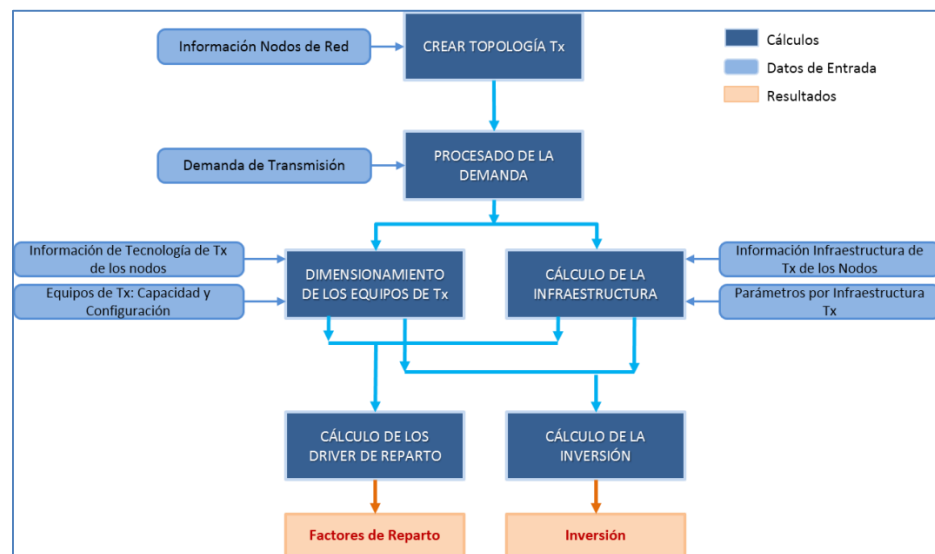 Información Nodos de Red
CREAR TOPOLOGÍA Tx
Cálculos
Datos de Entrada
Resultados
Demanda de Transmisión
PROCESADO DE LA
DEMANDA
Información de Tecnología de Tx
de los nodos
Equipos de Tx: Capacidad y
Configuración
DIMENSIONAMIENTO
DE LOS EQUIPOS DE Tx
CÁLCULO DE LA
INFRAESTRUCTURA
Información Infraestructura de
Tx de los Nodos
Parámetros por Infraestructura
Tx
CÁLCULO DE LOS
DRIVER DE REPARTO
CÁLCULO DE LA
INVERSIÓN
Factores de Reparto
Inversión